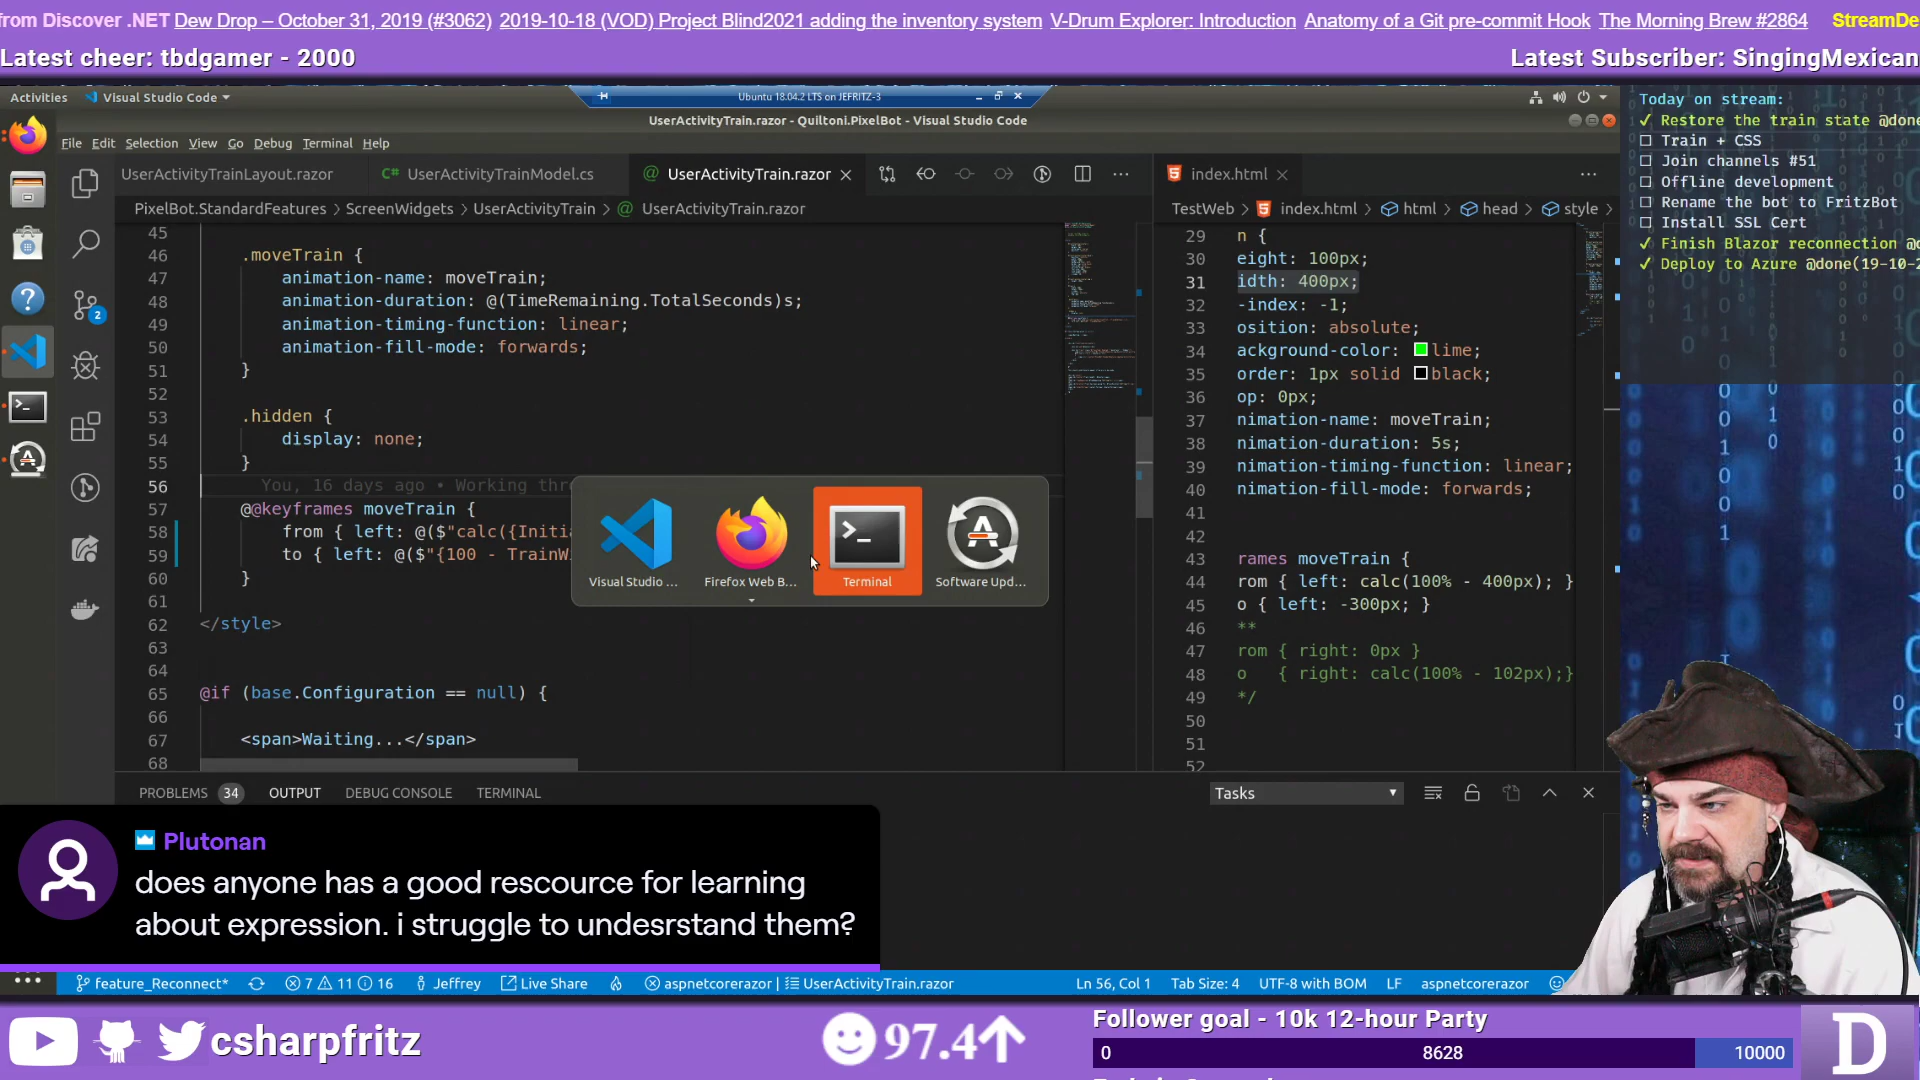 from Discover .NET Dew Drop – October 31, 2019 (#3062) 2019-10-18 (VOD) Project Blind2021 adding the inventory system V-Drum Explorer: Introduction Anatomy of a Git pre-commit Hook The Morning Brew #2864 StreamDe
Latest cheer: tbdgamer - 2000
Latest Subscriber: SingingMexican
Activities
Visual Studio Code
Ubuntu 18.04.2 LTS on JEFRITZ-3
UserActivityTrain.razor - Quiltoni.PixelBot - Visual Studio Code
File Edit Selection View Go Debug Terminal Help
UserActivityTrainLayout.razor
C# UserActivityTrainModel.cs
@ UserActivityTrain.razor
index.html
PixelBot.StandardFeatures > ScreenWidgets > UserActivityTrain > @ UserActivityTrain.razor
TestWeb > index.html > html > head > style >
45
46 .moveTrain {
47 animation-name: moveTrain;
48 animation-duration: @(TimeRemaining.TotalSeconds)s;
49 animation-timing-function: linear;
50 animation-fill-mode: forwards;
51 }
52
53 .hidden {
54 display: none;
55 }
56 You, 16 days ago • Working thr
57 @@keyframes moveTrain {
58 from { left: @($"calc({Initi
59 to { left: @($"{100 - TrainW
60 }
61
62 </style>
63
64
65 @if (base.Configuration == null) {
66
67 <span>Waiting...</span>
68
Visual Studio ...
Firefox Web B...
Terminal
Software Upd...
29 n {
30 eight: 100px;
31 idth: 400px;
32 -index: -1;
33 osition: absolute;
34 ackground-color: lime;
35 order: 1px solid black;
36 op: 0px;
37 nimation-name: moveTrain;
38 nimation-duration: 5s;
39 nimation-timing-function: linear;
40 nimation-fill-mode: forwards;
41
42
43 rames moveTrain {
44 rom { left: calc(100% - 400px); }
45 o { left: -300px; }
46 **
47 rom { right: 0px }
48 o { right: calc(100% - 102px);}
49 */
50
51
52
Today on stream:
✓ Restore the train state @done
☐ Train + CSS
☐ Join channels #51
☐ Offline development
☐ Rename the bot to FritzBot
☐ Install SSL Cert
✓ Finish Blazor reconnection @d
✓ Deploy to Azure @done(19-10-2
2
PROBLEMS 34 OUTPUT DEBUG CONSOLE TERMINAL
Tasks
Plutonan
does anyone has a good rescource for learning
about expression. i struggle to undesrstand them?
feature_Reconnect* 7 11 16 Jeffrey Live Share aspnetcorerazor | UserActivityTrain.razor
Ln 56, Col 1 Tab Size: 4 UTF-8 with BOM LF aspnetcorerazor
csharpfritz
97.4
Follower goal - 10k 12-hour Party
0 8628 10000
D